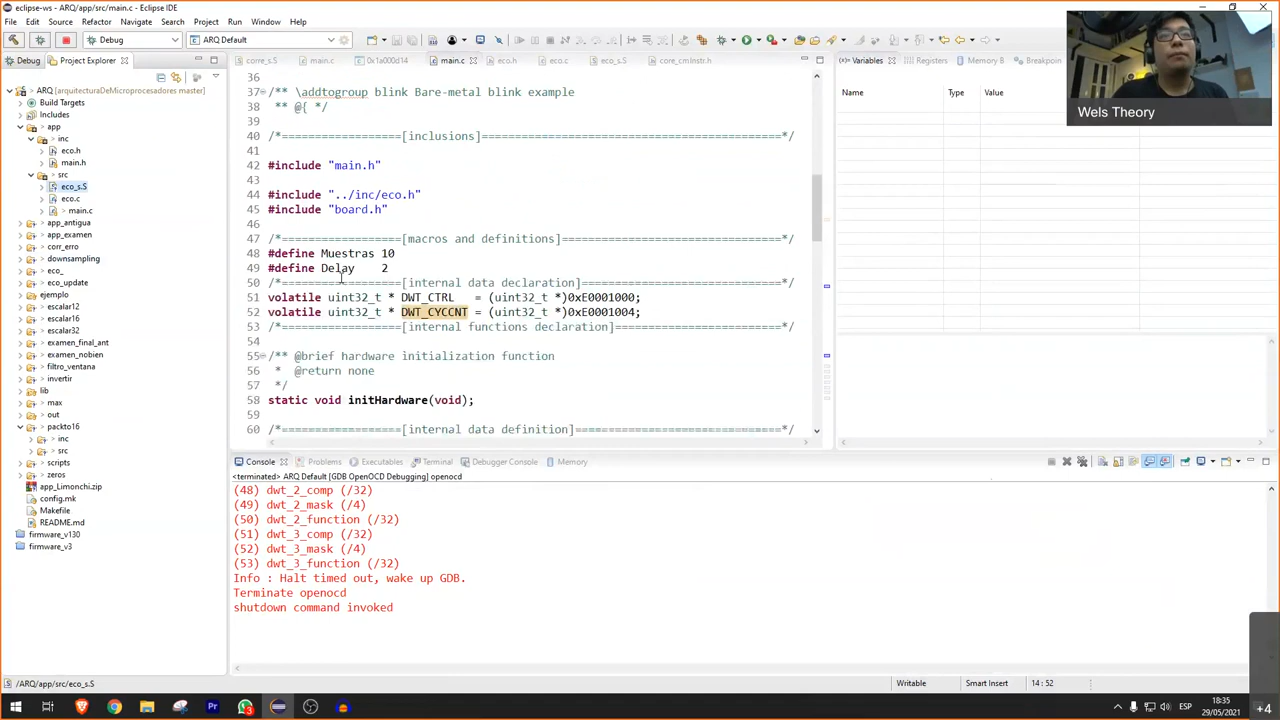 eclipse-ws - ARQ/app/src/main.c - Eclipse IDE
File Edit Source Refactor Navigate Search Project Run Window Help
Debug
ARQ Default
Debug
Project Explorer
ARQ [arquitecturaDeMicroprocesadores master]
Build Targets
Includes
app
inc
eco.h
main.h
src
eco_s.S
eco.c
main.c
app_antigua
app_examen
corr_erro
downsampling
eco_
eco_update
ejemplo
escalar12
escalar16
escalar32
examen_final_ant
examen_nobien
filtro_ventana
invertir
lib
max
out
packto16
inc
src
scripts
zeros
app_Limonchi.zip
config.mk
Makefile
README.md
firmware_v130
firmware_v3
core_s.S
main.c
0x1a000d14
main.c
eco.h
eco.c
eco_s.S
core_cmInstr.h
36
37 /** \addtogroup blink Bare-metal blink example
38 ** @{ */
39
40 /*==================[inclusions]=============================================*/
41
42 #include "main.h"
43
44 #include "../inc/eco.h"
45 #include "board.h"
46
47 /*==================[macros and definitions]=================================*/
48 #define Muestras 10
49 #define Delay    2
50 /*==================[internal data declaration]==============================*/
51 volatile uint32_t * DWT_CTRL   = (uint32_t *)0xE0001000;
52 volatile uint32_t * DWT_CYCCNT = (uint32_t *)0xE0001004;
53 /*==================[internal functions declaration]=========================*/
54
55 /** @brief hardware initialization function
56  *  @return none
57  */
58 static void initHardware(void);
59
60 /*==================[internal data definition]===============================*/
Variables
Registers
Memory B
Breakpoin
Name Type Value
Wels Theory
Console
Problems
Executables
Terminal
Debugger Console
Memory
<terminated> ARQ Default [GDB OpenOCD Debugging] openocd
(48) dwt_2_comp (/32)
(49) dwt_2_mask (/4)
(50) dwt_2_function (/32)
(51) dwt_3_comp (/32)
(52) dwt_3_mask (/4)
(53) dwt_3_function (/32)
Info : Halt timed out, wake up GDB.
Terminate openocd
shutdown command invoked
/ARQ/app/src/eco_s.S
Writable
Smart Insert
14 : 52
ESP
18:35
29/05/2021
+4